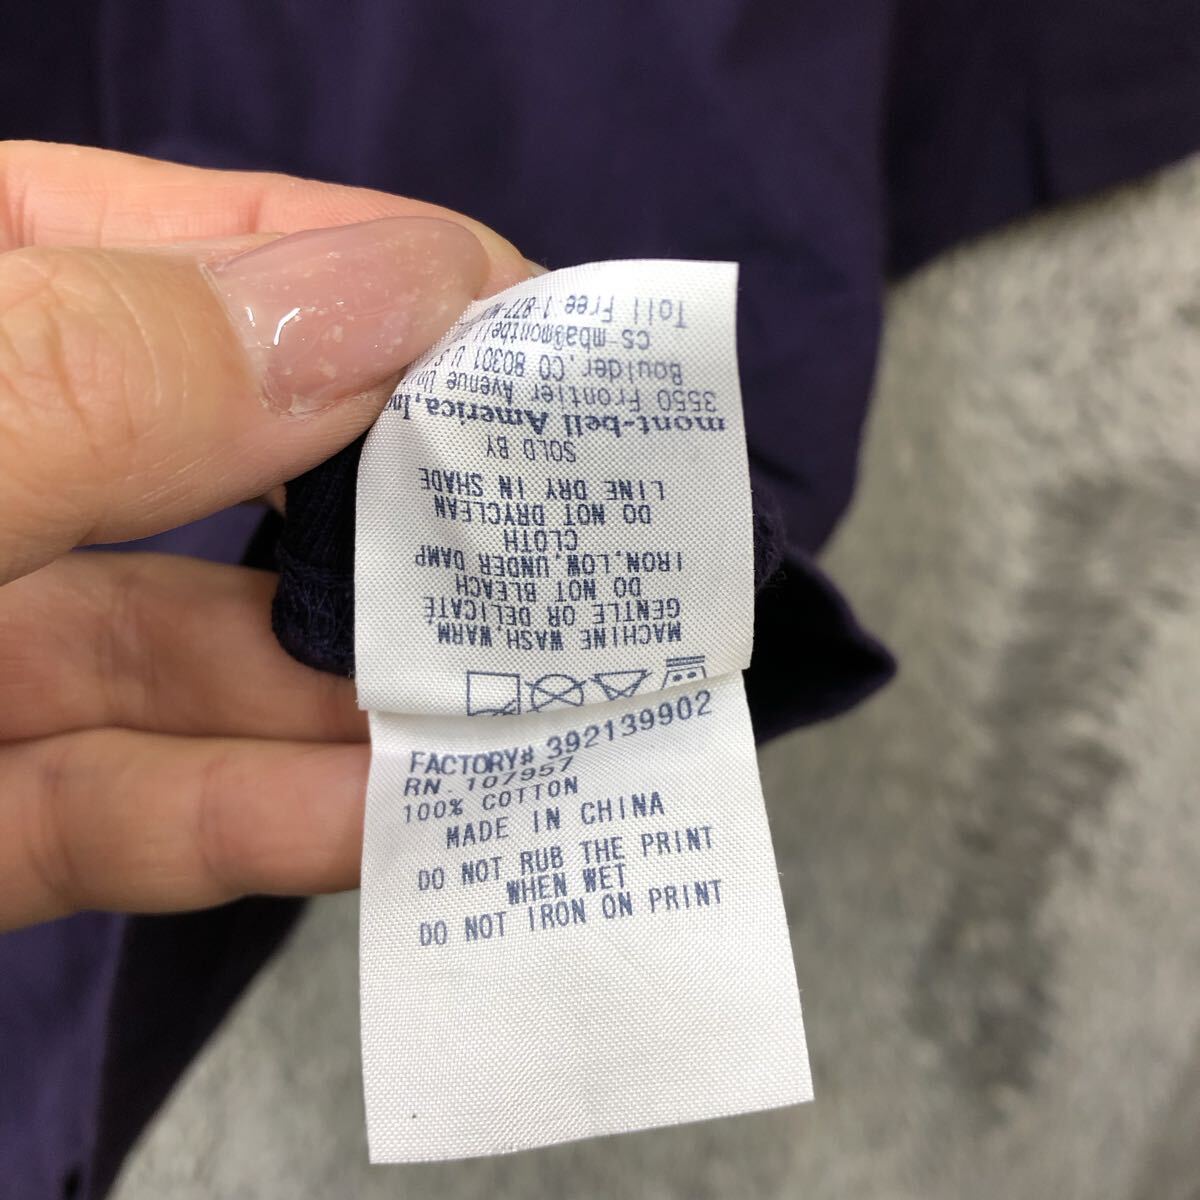 MACHINE WASH,WARM
GENTLE OR DELICATE
DO NOT BLEACH
IRON,LOW,UNDER DAMP
CLOTH
DO NOT DRYCLEAN
LINE DRY IN SHADE
SOLD BY
mont-bell America,
3550 Frontier Avenue
Boulder,CO 80301 U
Toll Free 1-877-
FACTORY# 392139902
RN. 107957
100% COTTON
MADE IN CHINA
DO NOT RUB THE PRINT
WHEN WET
DO NOT IRON ON PRINT